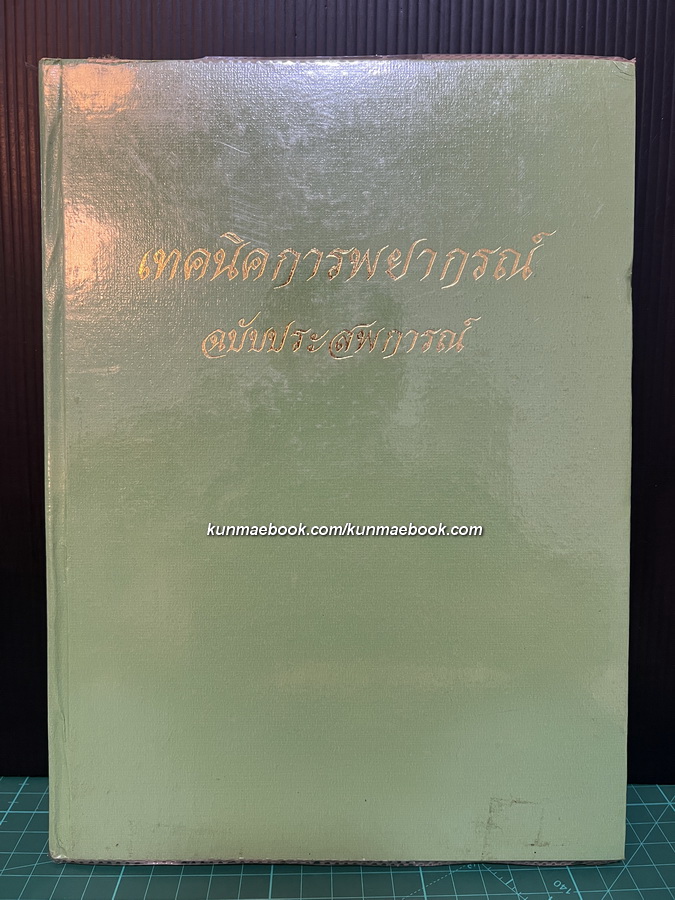 เทคนิคการพยากรณ์
ฉบับประสพการณ์
kunmaebook.com/kunmaebook.com
140